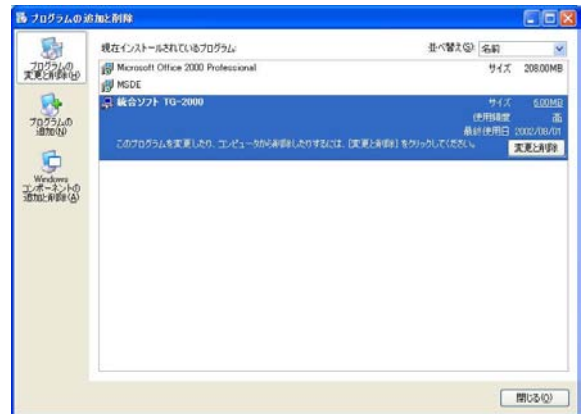 プログラムの追加と削除
プログラムの
変更と削除(H)
プログラムの
追加(N)
Windows
コンポーネントの
追加と削除(A)
現在インストールされているプログラム:
並べ替え(S):
名前
Microsoft Office 2000 Professional
サイズ 208.00MB
MSDE
統合ソフト TG-2000
サイズ 6.00MB
使用頻度 高
最終使用日 2002/08/01
このプログラムを変更したり、コンピュータから削除したりするには、[変更と削除] をクリックしてください。
変更と削除
閉じる(O)